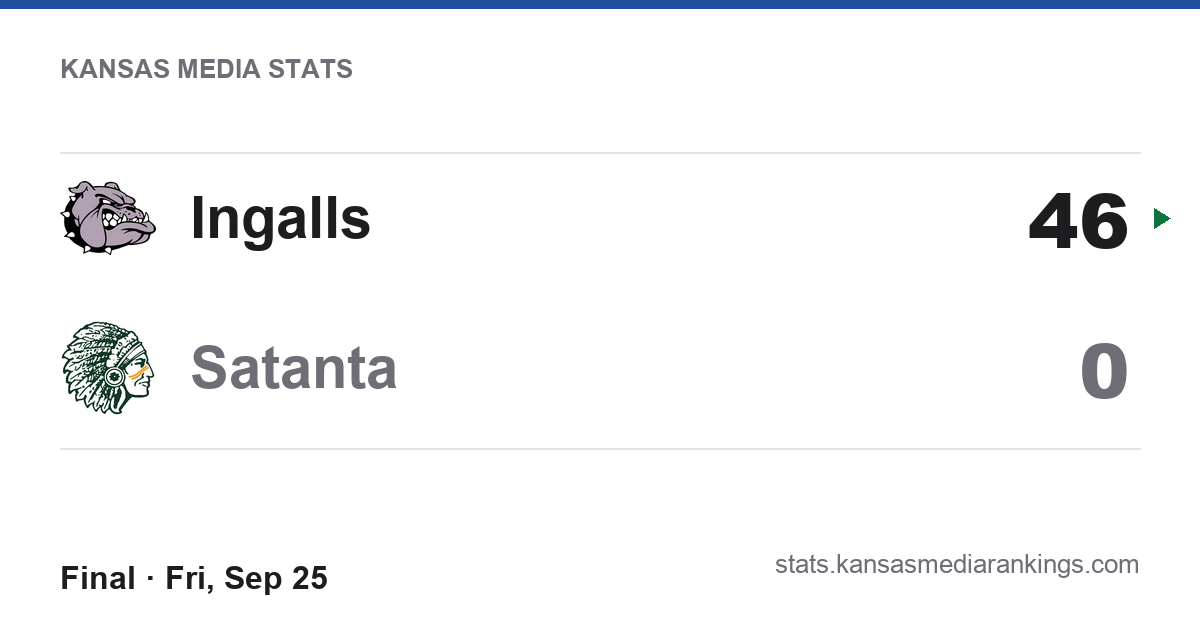 KANSAS MEDIA STATS
Ingalls 46
Satanta 0
Final · Fri, Sep 25
stats.kansasmediarankings.com